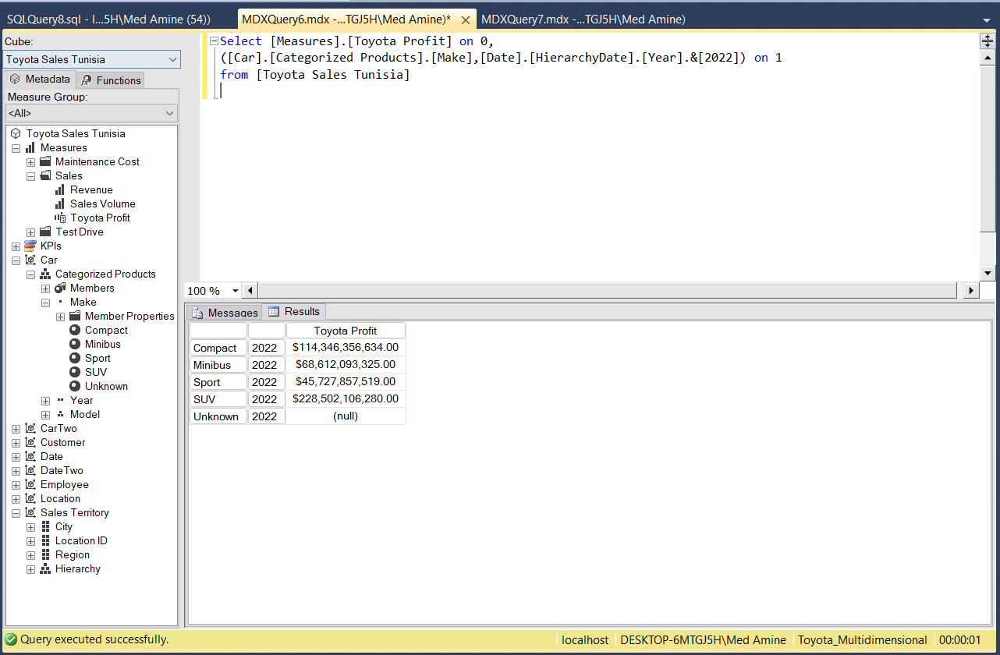 SQLQuery8.sql - l...5H\Med Amine (54))
MDXQuery6.mdx -...TGJ5H\Med Amine)*
MDXQuery7.mdx -...TGJ5H\Med Amine)
Cube:
Toyota Sales Tunisia
Metadata
Functions
Measure Group:
<All>
Toyota Sales Tunisia
Measures
Maintenance Cost
Sales
Revenue
Sales Volume
Toyota Profit
Test Drive
KPIs
Car
Categorized Products
Members
Make
Member Properties
Compact
Minibus
Sport
SUV
Unknown
Year
Model
CarTwo
Customer
Date
DateTwo
Employee
Location
Sales Territory
City
Location ID
Region
Hierarchy
Select [Measures].[Toyota Profit] on 0,
([Car].[Categorized Products].[Make],[Date].[HierarchyDate].[Year].&[2022]) on 1
from [Toyota Sales Tunisia]
100 %
Messages
Results
Toyota Profit
Compact 2022 $114,346,356,634.00
Minibus 2022 $68,612,093,325.00
Sport 2022 $45,727,857,519.00
SUV 2022 $228,502,106,280.00
Unknown 2022 (null)
Query executed successfully.
localhost
DESKTOP-6MTGJ5H\Med Amine
Toyota_Multidimensional
00:00:01